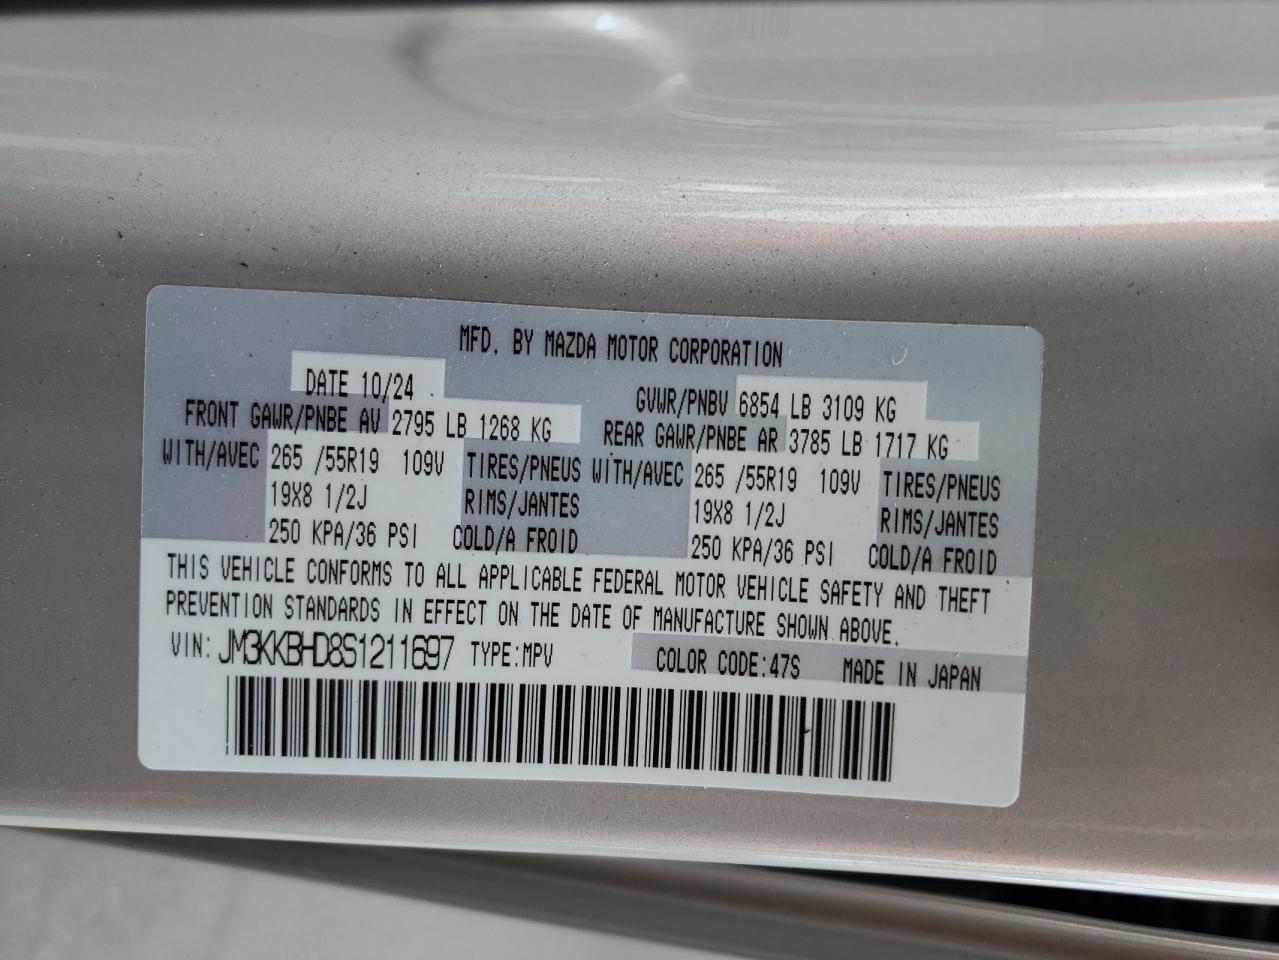 MFD. BY MAZDA MOTOR CORPORATION
DATE 10/24 GVWR/PNBV 6854 LB 3109 KG
FRONT GAWR/PNBE AV 2795 LB 1268 KG REAR GAWR/PNBE AR 3785 LB 1717 KG
WITH/AVEC 265 /55R19 109V TIRES/PNEUS WITH/AVEC 265 /55R19 109V TIRES/PNEUS
19X8 1/2J RIMS/JANTES 19X8 1/2J RIMS/JANTES
250 KPA/36 PSI COLD/A FROID 250 KPA/36 PSI COLD/A FROID
THIS VEHICLE CONFORMS TO ALL APPLICABLE FEDERAL MOTOR VEHICLE SAFETY AND THEFT
PREVENTION STANDARDS IN EFFECT ON THE DATE OF MANUFACTURE SHOWN ABOVE.
VIN: JM3KKBHD8S1211697 TYPE:MPV COLOR CODE:47S MADE IN JAPAN